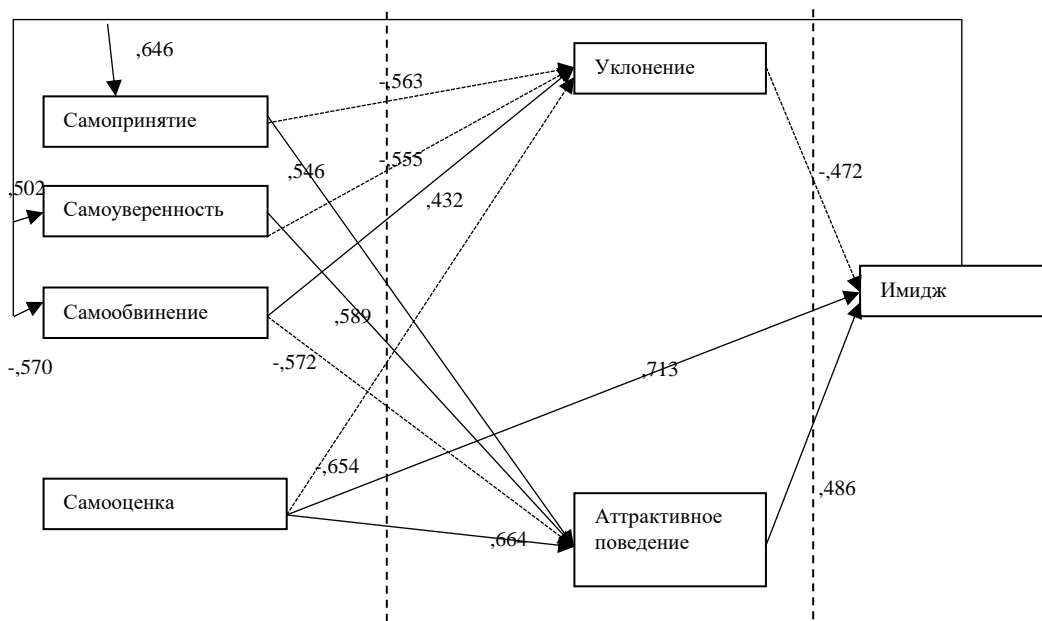 ,646
Уклонение
-,563
Самопринятие
-,555
,546
-,472
,502
Самоуверенность
,432
Имидж
Самообвинение
,589
-,572
-,570
,713
-,654
Самооценка
,486
Аттрактивное
поведение
,664